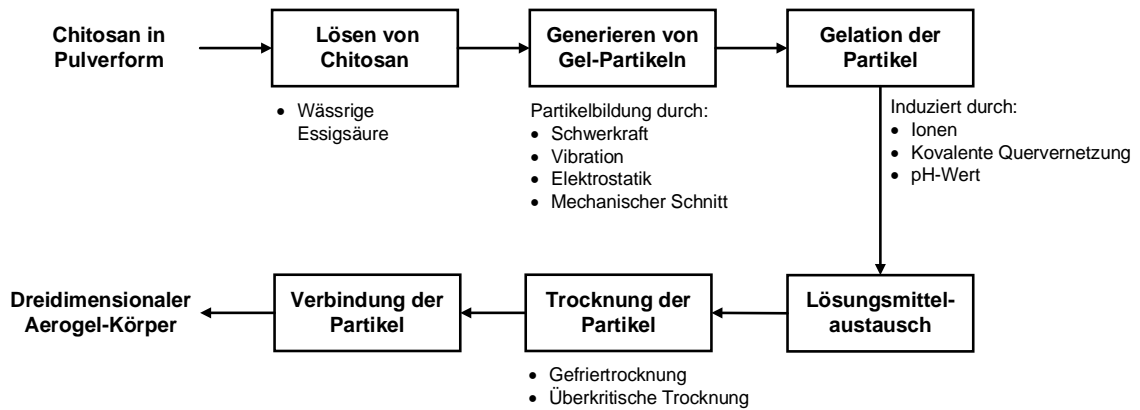 Chitosan in
Pulverform
Lösen von
Chitosan
Generieren von
Gel-Partikeln
Gelation der
Partikel
• Wässrige
Essigsäure
Partikelbildung durch:
• Schwerkraft
• Vibration
• Elektrostatik
• Mechanischer Schnitt
Induziert durch:
• Ionen
• Kovalente Quervernetzung
• pH-Wert
Dreidimensionaler
Aerogel-Körper
Verbindung der
Partikel
Trocknung der
Partikel
Lösungsmittel-
austausch
• Gefriertrocknung
• Überkritische Trocknung